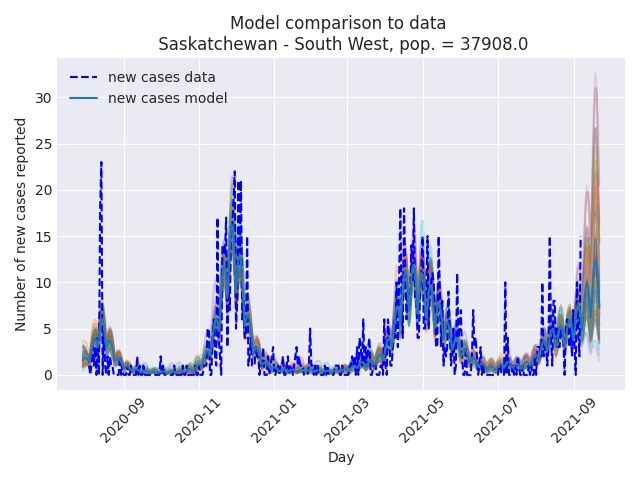 Model comparison to data
Saskatchewan - South West, pop. = 37908.0
new cases data
new cases model
Number of new cases reported
30
25
20
15
10
5
0
2020-09
2020-11
2021-01
2021-03
2021-05
2021-07
2021-09
Day